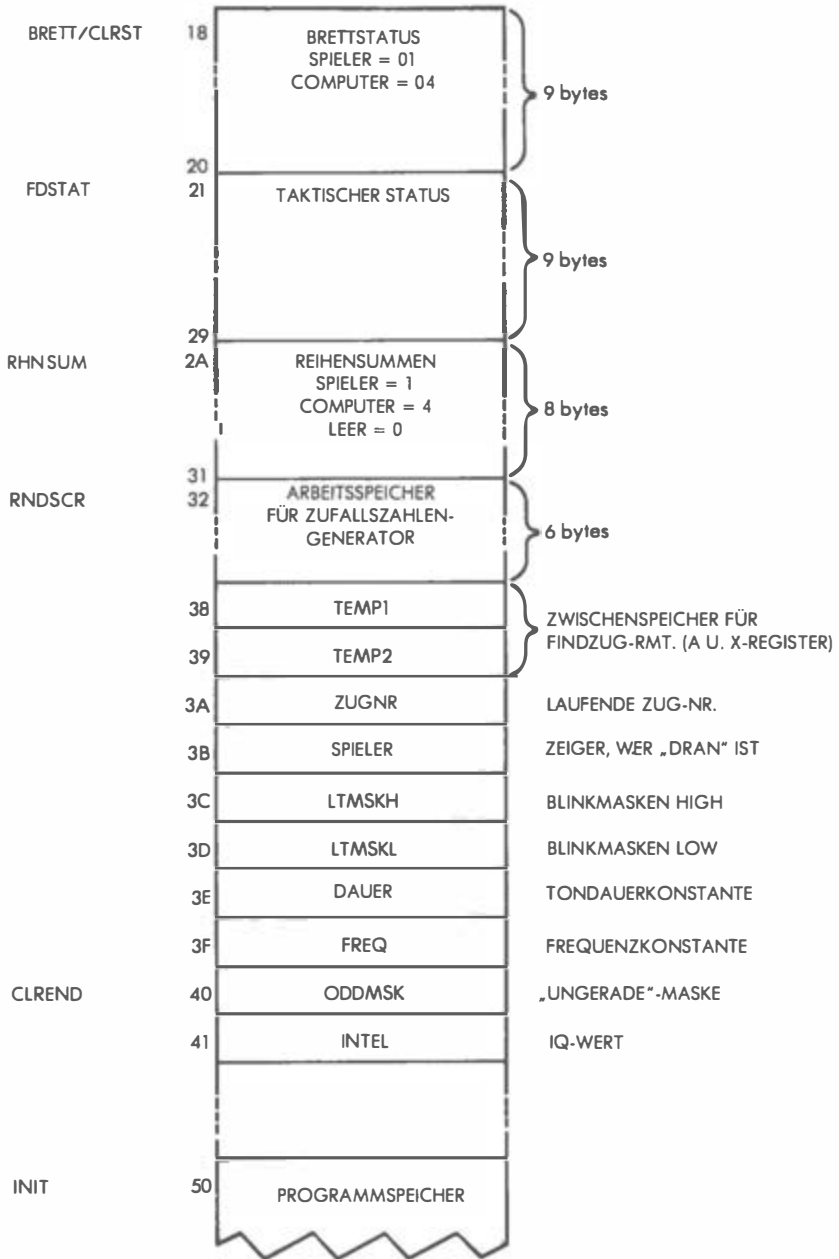 BRETT/CLRST 18 BRETTSTATUS
SPIELER = 01
COMPUTER = 04
9 bytes
20
FDSTAT 21 TAKTISCHER STATUS
9 bytes
29
RHNSUM 2A REIHENSUMMEN
SPIELER = 1
COMPUTER = 4
8 bytes
LEER = 0
31
RNDSCR 32 ARBEITSSPEICHER
FÜR ZUFALLSZAHLEN-
GENERATOR
6 bytes
38 TEMP1
ZWISCHENSPEICHER FÜR
FINDZUG-RMT. (A U. X-REGISTER)
39 TEMP2
3A ZUGNR LAUFENDE ZUG-NR.
3B SPIELER ZEIGER, WER „DRAN“ IST
3C LTMSKH BLINKMASKEN HIGH
3D LTMSKL BLINKMASKEN LOW
3E DAUER TONDAUERKONSTANTE
3F FREQ FREQUENZKONSTANTE
CLREND 40 ODDMSK „UNGERADE“-MASKE
41 INTEL IQ-WERT
INIT 50 PROGRAMMSPEICHER